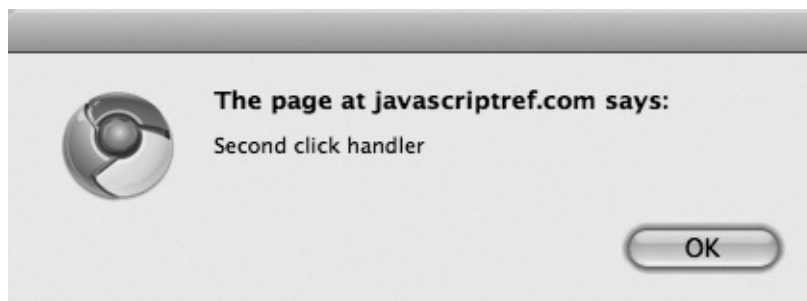 The page at javascriptref.com says:
Second click handler
OK